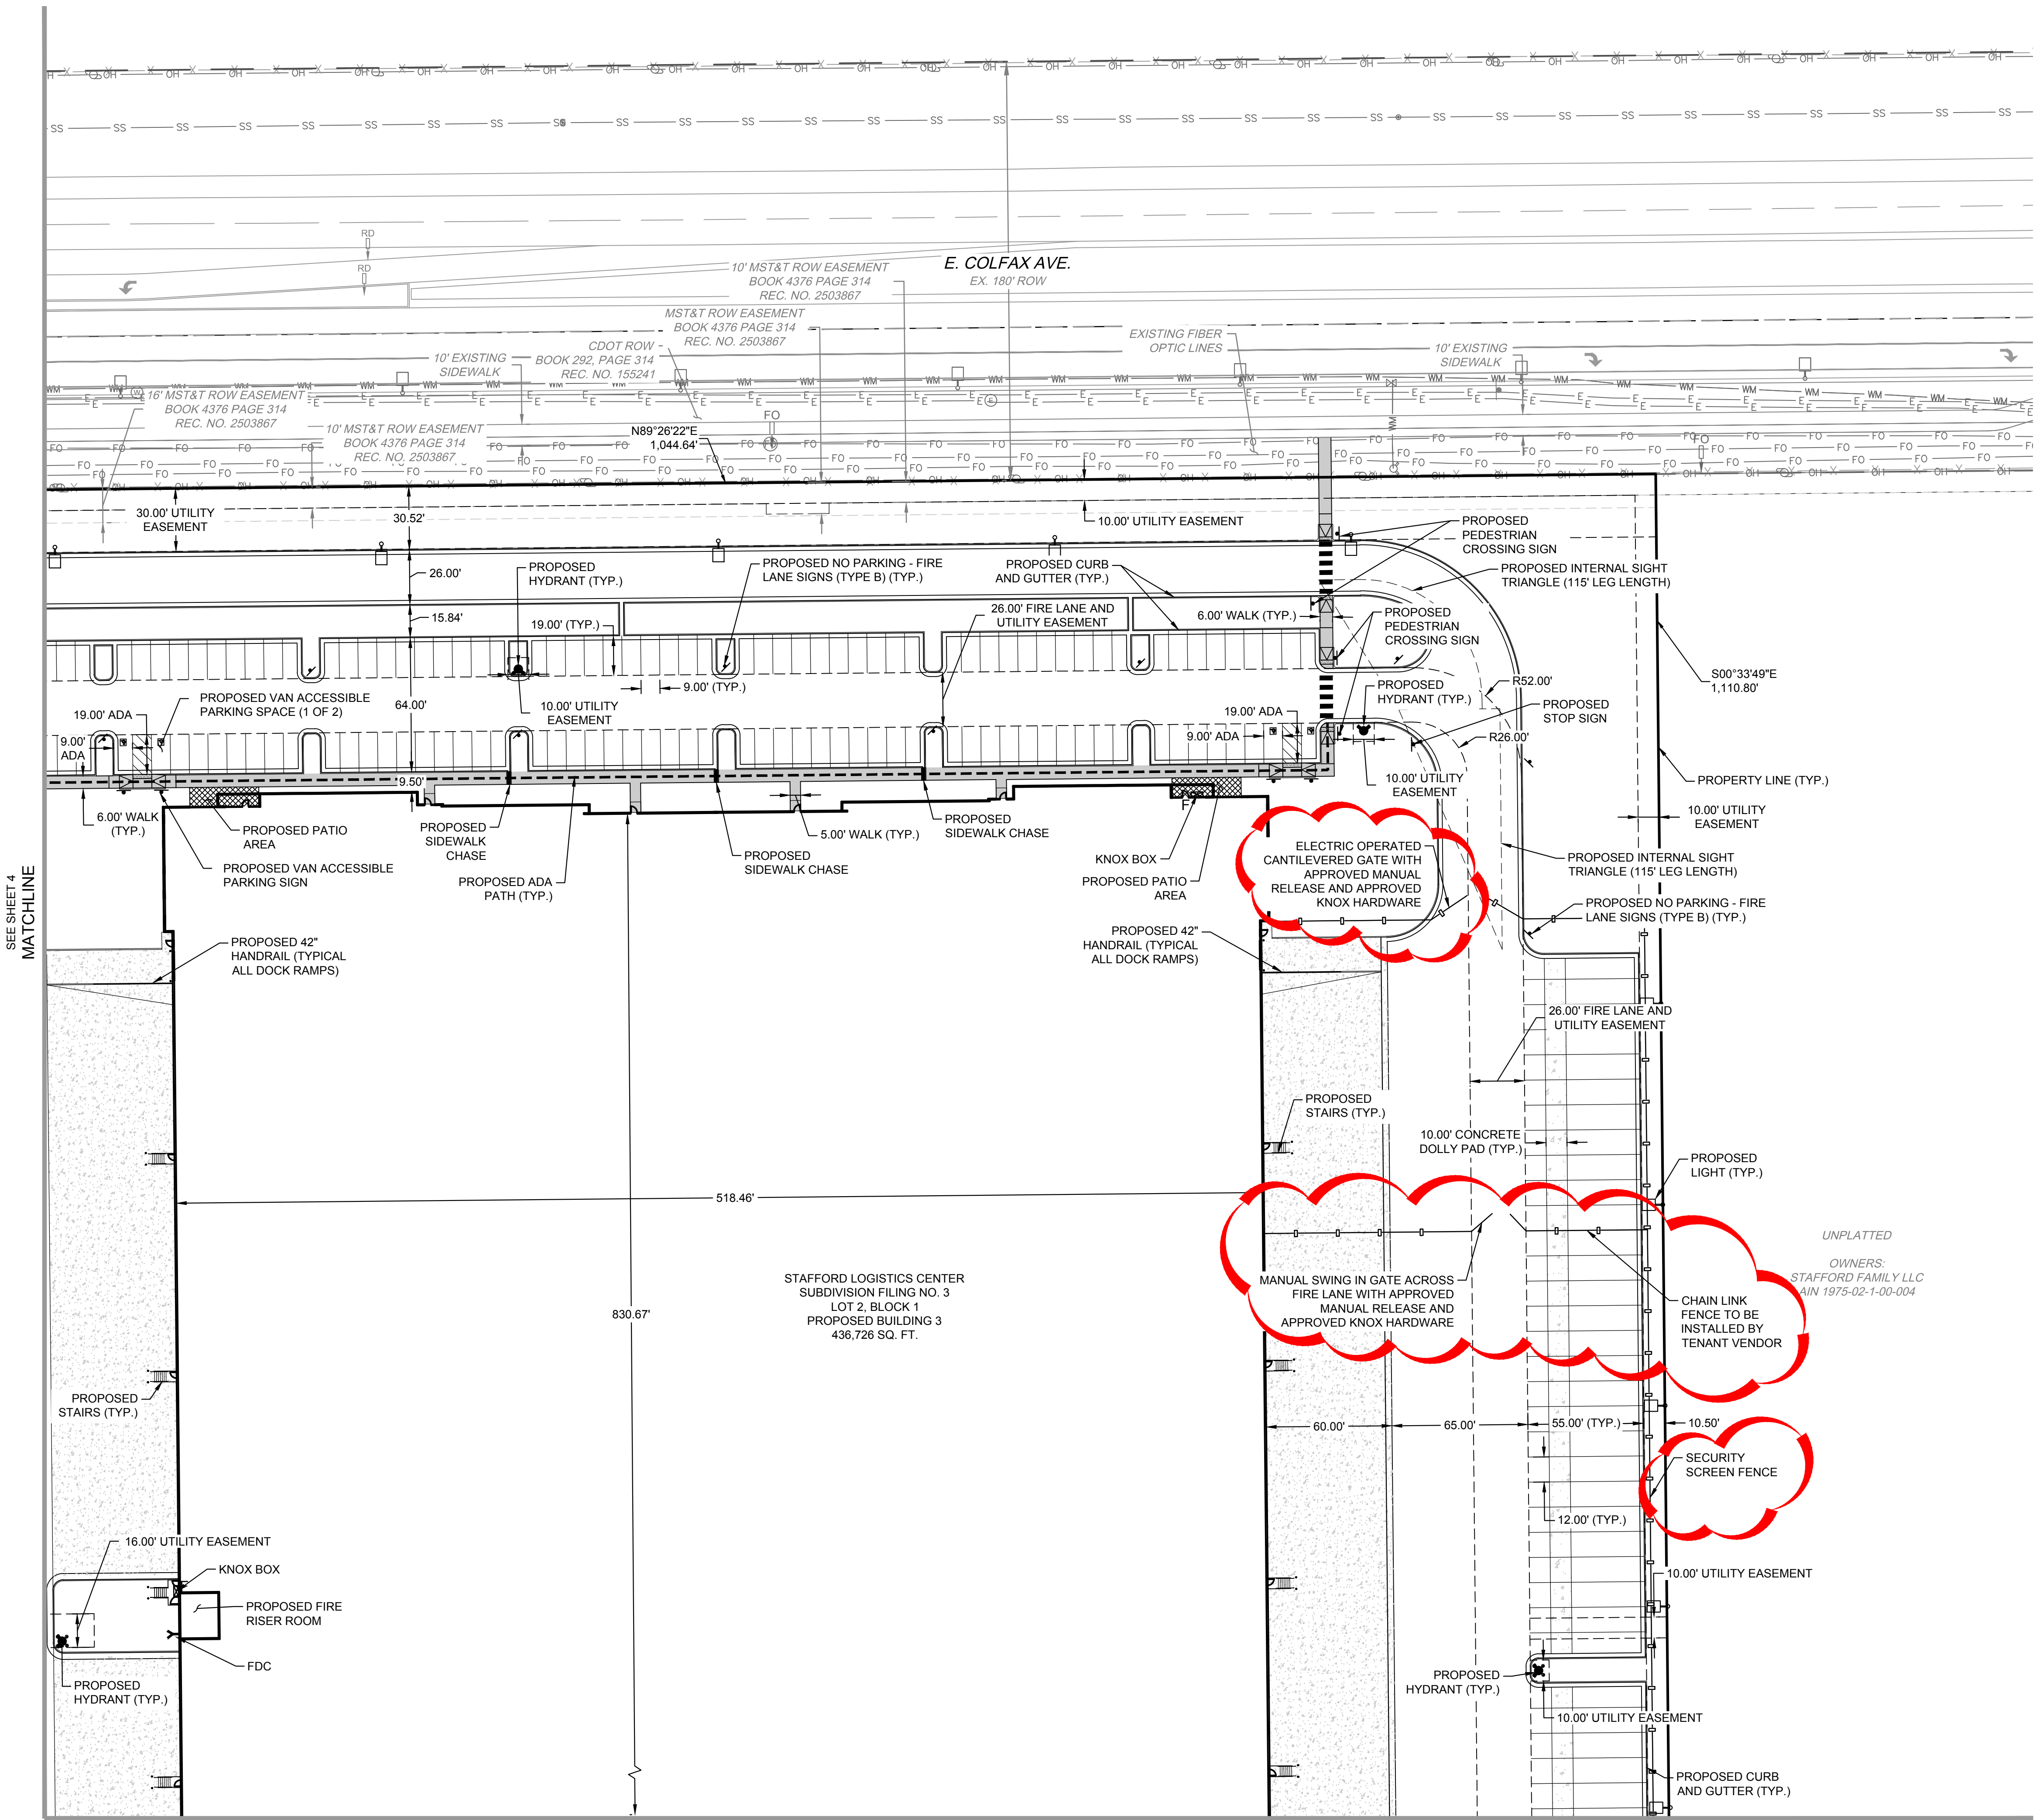 E. COLFAX AVE.
EX. 180' ROW
RD
RD
10' MST&T ROW EASEMENT
BOOK 4376 PAGE 314
REC. NO. 2503867
MST&T ROW EASEMENT
BOOK 4376 PAGE 314
REC. NO. 2503867
CDOT ROW
BOOK 292, PAGE 314
REC. NO. 155241
10' EXISTING
SIDEWALK
EXISTING FIBER
OPTIC LINES
10' EXISTING
SIDEWALK
16' MST&T ROW EASEMENT
BOOK 4376 PAGE 314
REC. NO. 2503867
10' MST&T ROW EASEMENT
BOOK 4376 PAGE 314
REC. NO. 2503867
N89°26'22"E
1,044.64'
30.00' UTILITY
EASEMENT
30.52'
10.00' UTILITY EASEMENT
PROPOSED
PEDESTRIAN
CROSSING SIGN
26.00'
PROPOSED
HYDRANT (TYP.)
PROPOSED NO PARKING - FIRE
LANE SIGNS (TYPE B) (TYP.)
PROPOSED CURB
AND GUTTER (TYP.)
PROPOSED INTERNAL SIGHT
TRIANGLE (115' LEG LENGTH)
15.84'
19.00' (TYP.)
26.00' FIRE LANE AND
UTILITY EASEMENT
6.00' WALK (TYP.)
PROPOSED
PEDESTRIAN
CROSSING SIGN
S00°33'49"E
1,110.80'
9.00' (TYP.)
PROPOSED
HYDRANT (TYP.)
R52.00'
PROPOSED VAN ACCESSIBLE
PARKING SPACE (1 OF 2)
64.00'
10.00' UTILITY
EASEMENT
19.00' ADA
19.00' ADA
PROPOSED
STOP SIGN
9.00'
ADA
9.00' ADA
R26.00'
9.50'
10.00' UTILITY
EASEMENT
PROPERTY LINE (TYP.)
6.00' WALK
(TYP.)
PROPOSED PATIO
AREA
PROPOSED
SIDEWALK
CHASE
5.00' WALK (TYP.)
PROPOSED
SIDEWALK CHASE
10.00' UTILITY
EASEMENT
PROPOSED VAN ACCESSIBLE
PARKING SIGN
PROPOSED ADA
PATH (TYP.)
PROPOSED
SIDEWALK CHASE
KNOX BOX
PROPOSED PATIO
AREA
ELECTRIC OPERATED
CANTILEVERED GATE WITH
APPROVED MANUAL
RELEASE AND APPROVED
KNOX HARDWARE
PROPOSED INTERNAL SIGHT
TRIANGLE (115' LEG LENGTH)
PROPOSED NO PARKING - FIRE
LANE SIGNS (TYPE B) (TYP.)
SEE SHEET 4
MATCHLINE
PROPOSED 42"
HANDRAIL (TYPICAL
ALL DOCK RAMPS)
PROPOSED 42"
HANDRAIL (TYPICAL
ALL DOCK RAMPS)
26.00' FIRE LANE AND
UTILITY EASEMENT
PROPOSED
STAIRS (TYP.)
10.00' CONCRETE
DOLLY PAD (TYP.)
PROPOSED
LIGHT (TYP.)
518.46'
UNPLATTED
OWNERS:
STAFFORD FAMILY LLC
AIN 1975-02-1-00-004
STAFFORD LOGISTICS CENTER
SUBDIVISION FILING NO. 3
LOT 2, BLOCK 1
PROPOSED BUILDING 3
436,726 SQ. FT.
830.67'
MANUAL SWING IN GATE ACROSS
FIRE LANE WITH APPROVED
MANUAL RELEASE AND
APPROVED KNOX HARDWARE
CHAIN LINK
FENCE TO BE
INSTALLED BY
TENANT VENDOR
PROPOSED
STAIRS (TYP.)
60.00'
65.00'
55.00' (TYP.)
10.50'
SECURITY
SCREEN FENCE
12.00' (TYP.)
16.00' UTILITY EASEMENT
KNOX BOX
PROPOSED FIRE
RISER ROOM
10.00' UTILITY EASEMENT
FDC
PROPOSED
HYDRANT (TYP.)
PROPOSED
HYDRANT (TYP.)
10.00' UTILITY EASEMENT
PROPOSED CURB
AND GUTTER (TYP.)